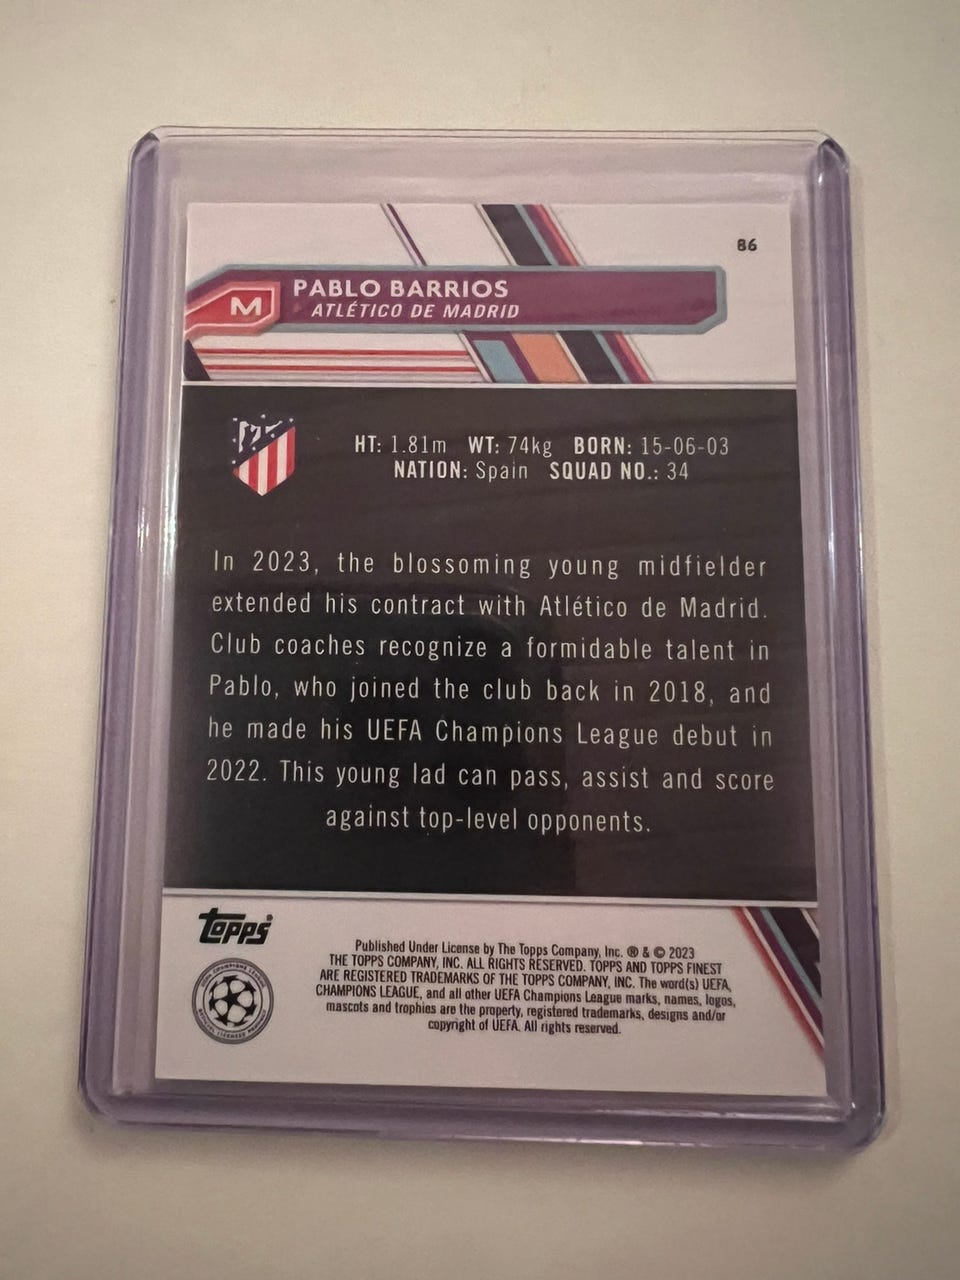 86
M
PABLO BARRIOS
ATLÉTICO DE MADRID
HT: 1.81m WT: 74kg BORN: 15-06-03
NATION: Spain SQUAD NO.: 34
In 2023, the blossoming young midfielder
extended his contract with Atlético de Madrid.
Club coaches recognize a formidable talent in
Pablo, who joined the club back in 2018, and
he made his UEFA Champions League debut in
2022. This young lad can pass, assist and score
against top-level opponents.
topps
Published Under License by The Topps Company, Inc. ® & © 2023
THE TOPPS COMPANY, INC. ALL RIGHTS RESERVED. TOPPS AND TOPPS FINEST
ARE REGISTERED TRADEMARKS OF THE TOPPS COMPANY, INC. The word(s) UEFA,
CHAMPIONS LEAGUE, and all other UEFA Champions League marks, names, logos,
mascots and trophies are the property, registered trademarks, designs and/or
copyright of UEFA. All rights reserved.
UEFA CHAMPIONS LEAGUE
OFFICIAL LICENSED PRODUCT